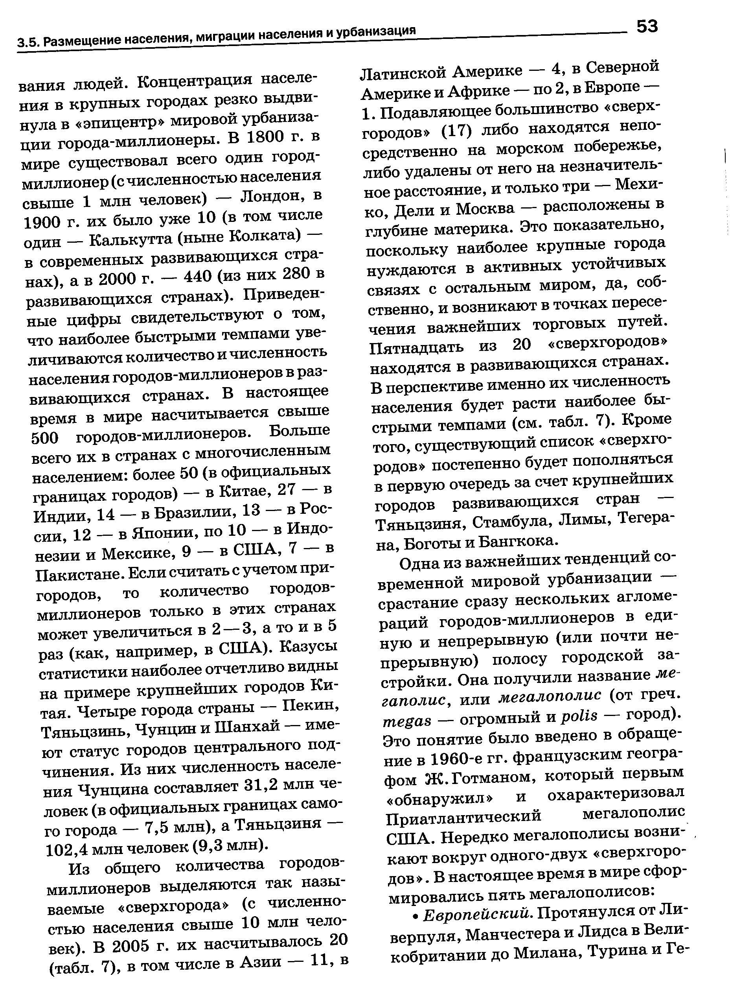 3.5. Размещение населения, миграции населения и урбанизация
53
вания людей. Концентрация населе-
ния в крупных городах резко выдви-
нула в «эпицентр» мировой урбаниза-
ции города-миллионеры. В 1800 г. в
мире существовал всего один город-
миллионер (с численностью населения
свыше 1 млн человек) — Лондон, в
1900 г. их было уже 10 (в том числе
один — Калькутта (ныне Колката) —
в современных развивающихся стра-
нах), а в 2000 г. — 440 (из них 280 в
развивающихся странах). Приведен-
ные цифры свидетельствуют о том,
что наиболее быстрыми темпами уве-
личиваются количество и численность
населения городов-миллионеров в раз-
вивающихся странах. В настоящее
время в мире насчитывается свыше
500 городов-миллионеров. Больше
всего их в странах с многочисленным
населением: более 50 (в официальных
границах городов) — в Китае, 27 — в
Индии, 14 — в Бразилии, 13 — в Рос-
сии, 12 — в Японии, по 10 — в Индо-
незии и Мексике, 9 — в США, 7 — в
Пакистане. Если считать с учетом при-
городов, то количество городов-
миллионеров только в этих странах
может увеличиться в 2—3, а то и в 5
раз (как, например, в США). Казусы
статистики наиболее отчетливо видны
на примере крупнейших городов Ки-
тая. Четыре города страны — Пекин,
Тяньцзинь, Чунцин и Шанхай — име-
ют статус городов центрального под-
чинения. Из них численность населе-
ния Чунцина составляет 31,2 млн че-
ловек (в официальных границах само-
го города — 7,5 млн), а Тяньцзиня —
102,4 млн человек (9,3 млн).
Из общего количества городов-
миллионеров выделяются так назы-
ваемые «сверхгорода» (с численно-
стью населения свыше 10 млн чело-
век). В 2005 г. их насчитывалось 20
(табл. 7), в том числе в Азии — 11, в
Латинской Америке — 4, в Северной
Америке и Африке — по 2, в Европе —
1. Подавляющее большинство «сверх-
городов» (17) либо находятся непо-
средственно на морском побережье,
либо удалены от него на незначитель-
ное расстояние, и только три — Мехи-
ко, Дели и Москва — расположены в
глубине материка. Это показательно,
поскольку наиболее крупные города
нуждаются в активных устойчивых
связях с остальным миром, да, соб-
ственно, и возникают в точках пересе-
чения важнейших торговых путей.
Пятнадцать из 20 «сверхгородов»
находятся в развивающихся странах.
В перспективе именно их численность
населения будет расти наиболее бы-
стрыми темпами (см. табл. 7). Кроме
того, существующий список «сверхго-
родов» постепенно будет пополняться
в первую очередь за счет крупнейших
городов развивающихся стран —
Тяньцзиня, Стамбула, Лимы, Тегера-
на, Боготы и Бангкока.
Одна из важнейших тенденций со-
временной мировой урбанизации —
срастание сразу нескольких агломе-
раций городов-миллионеров в еди-
ную и непрерывную (или почти не-
прерывную) полосу городской за-
стройки. Она получили название ме-
гаполис, или мегалополис (от греч.
megas — огромный и polis — город).
Это понятие было введено в обраще-
ние в 1960-е гг. французским геогра-
фом Ж.Готманом, который первым
«обнаружил» и охарактеризовал
Приатлантический мегалополис
США. Нередко мегалополисы возни-
кают вокруг одного-двух «сверхгоро-
дов». В настоящее время в мире сфор-
мировались пять мегалополисов:
• Европейский. Протянулся от Ли-
верпуля, Манчестера и Лидса в Вели-
кобритании до Милана, Турина и Ге-